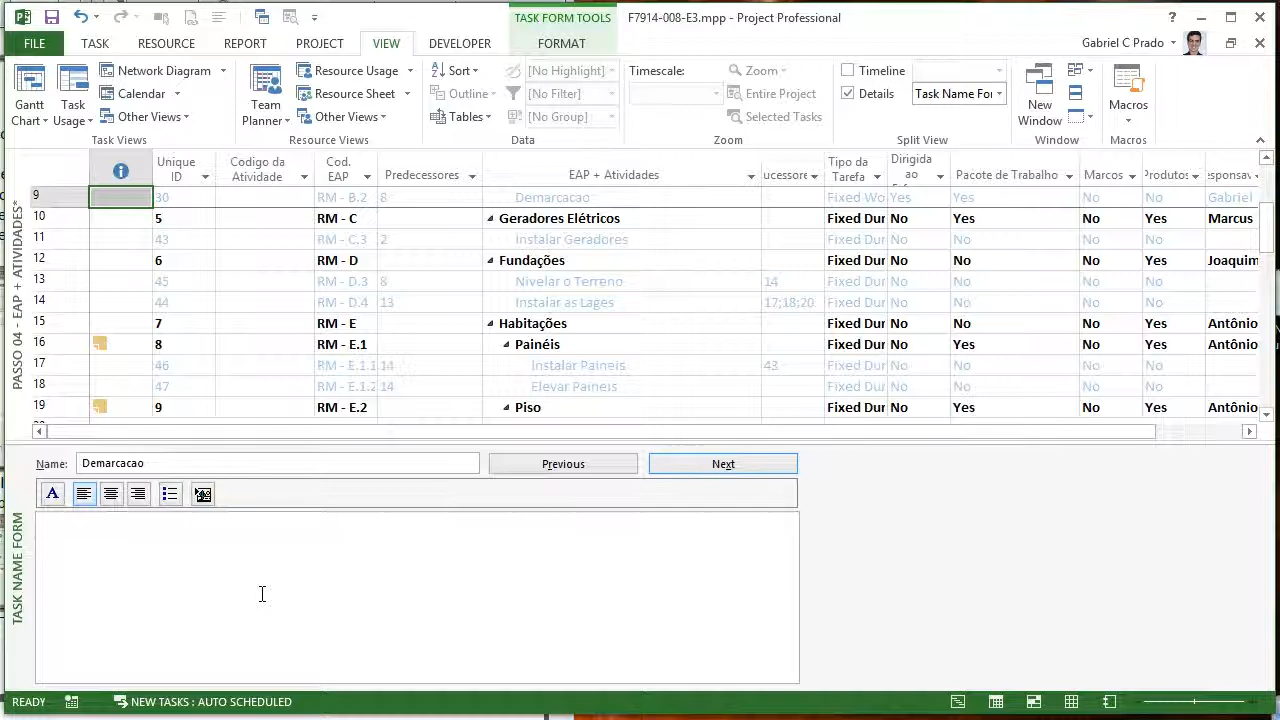 TASK FORM TOOLS
F7914-008-E3.mpp - Project Professional
FILE TASK RESOURCE REPORT PROJECT VIEW DEVELOPER FORMAT
Gabriel C Prado
Gantt Chart
Task Usage
Network Diagram
Calendar
Other Views
Task Views
Team Planner
Resource Usage
Resource Sheet
Other Views
Resource Views
Sort
Outline
Tables
[No Highlight]
[No Filter]
[No Group]
Data
Timescale:
Zoom
Entire Project
Selected Tasks
Zoom
Timeline
Details Task Name For
Split View
New Window
Window
Macros
Macros
Unique ID Codigo da Atividade Cod. EAP Predecessors EAP + Atividades ucessore Tipo da Tarefa Dirigida ao Pacote de Trabalho Marcos Produtos
9 30 RM - B.2 8 Demarcacao Fixed Wo Yes Yes No No Gabriel
10 5 RM - C Geradores Elétricos Fixed Dur No Yes No Yes Marcus
11 43 RM - C.3 2 Instalar Geradores Fixed Dur No No No No
12 6 RM - D Fundações Fixed Dur No Yes No Yes Joaquim
13 45 RM - D.3 8 Nivelar o Terreno 14 Fixed Dur No No No No
14 44 RM - D.4 13 Instalar as Lages 17;18;20 Fixed Dur No No No No
15 7 RM - E Habitações Fixed Dur No No No Yes Antônio
16 8 RM - E.1 Painéis Fixed Dur No Yes No Yes Antônio
17 46 RM - E.1.1 14 Instalar Paineis 43 Fixed Dur No No No No
18 47 RM - E.1.2 14 Elevar Paineis Fixed Dur No No No No
19 9 RM - E.2 Piso Fixed Dur No Yes No Yes Antônio
PASSO 04 - EAP + ATIVIDADES*
Name: Demarcacao Previous Next
A
TASK NAME FORM
READY NEW TASKS : AUTO SCHEDULED